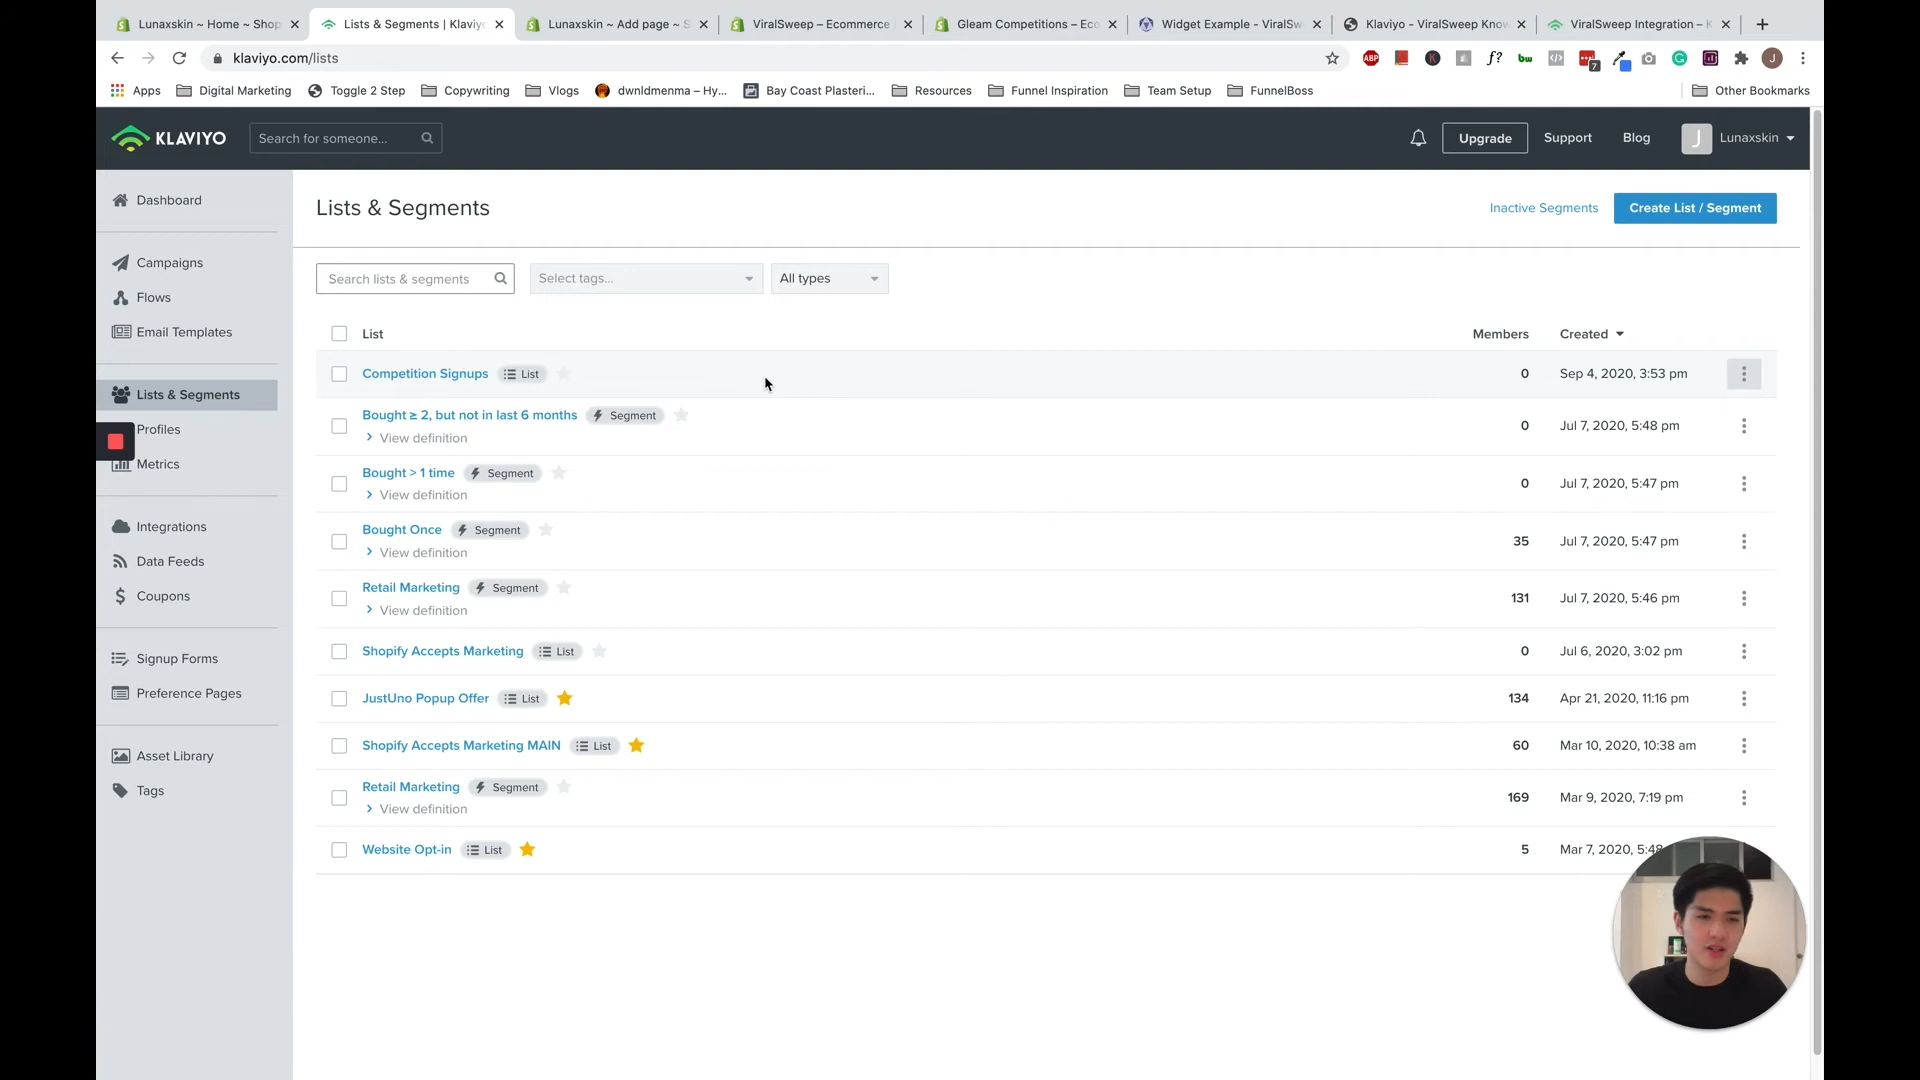 Lunaxskin ~ Home ~ Shop
Lists & Segments | Klaviy
Lunaxskin ~ Add page ~ S
ViralSweep – Ecommerce
Gleam Competitions – Eco
Widget Example - ViralSw
Klaviyo - ViralSweep Know
ViralSweep Integration – K
klaviyo.com/lists
ABP
f?
bw
7
J
Apps
Digital Marketing
Toggle 2 Step
Copywriting
Vlogs
dwnldmenma – Hy...
Bay Coast Plasteri...
Resources
Funnel Inspiration
Team Setup
FunnelBoss
Other Bookmarks
KLAVIYO
Search for someone...
Upgrade
Support
Blog
J
Lunaxskin
Dashboard
Campaigns
Flows
Email Templates
Lists & Segments
Profiles
Metrics
Integrations
Data Feeds
Coupons
Signup Forms
Preference Pages
Asset Library
Tags
Lists & Segments
Inactive Segments
Create List / Segment
Search lists & segments
Select tags...
All types
List Members Created
Competition Signups List 0 Sep 4, 2020, 3:53 pm
Bought ≥ 2, but not in last 6 months Segment 0 Jul 7, 2020, 5:48 pm
View definition
Bought > 1 time Segment 0 Jul 7, 2020, 5:47 pm
View definition
Bought Once Segment 35 Jul 7, 2020, 5:47 pm
View definition
Retail Marketing Segment 131 Jul 7, 2020, 5:46 pm
View definition
Shopify Accepts Marketing List 0 Jul 6, 2020, 3:02 pm
JustUno Popup Offer List 134 Apr 21, 2020, 11:16 pm
Shopify Accepts Marketing MAIN List 60 Mar 10, 2020, 10:38 am
Retail Marketing Segment 169 Mar 9, 2020, 7:19 pm
View definition
Website Opt-in List 5 Mar 7, 2020, 5:48